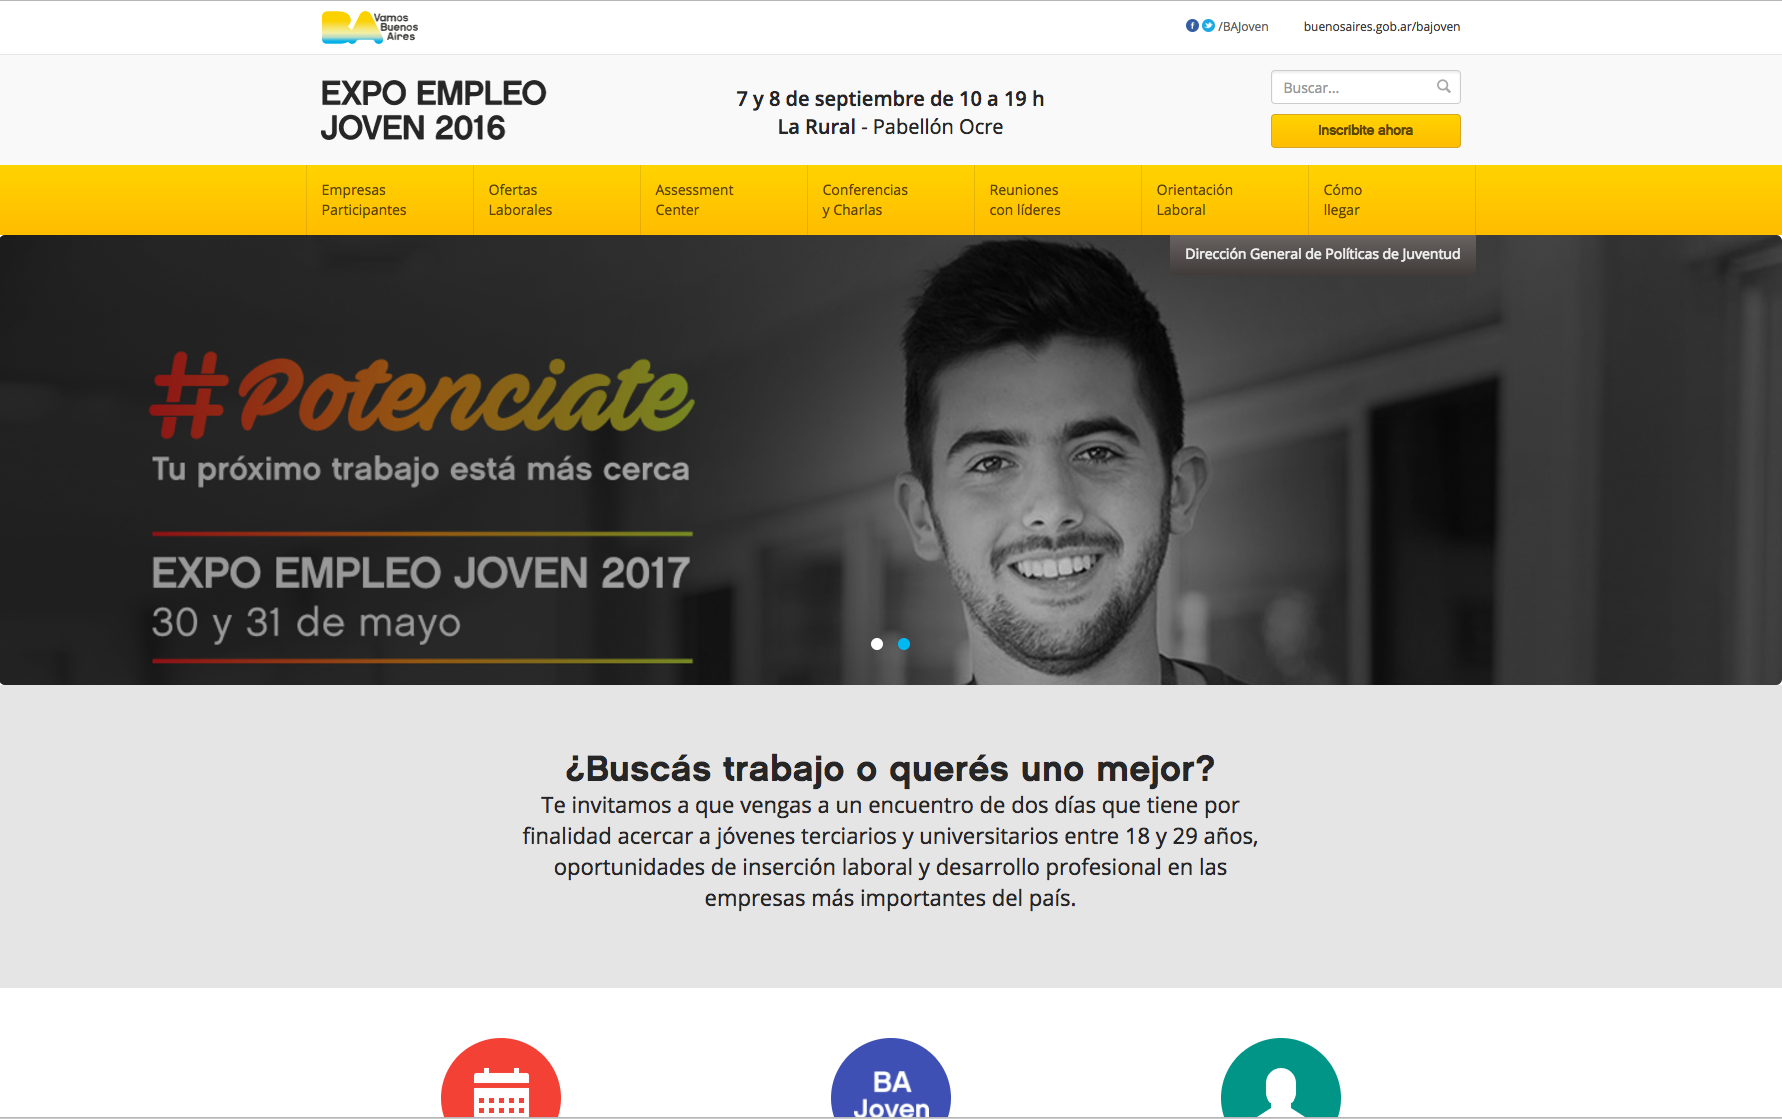 BA Vamos
Buenos
Aires
f /BAJoven
buenosaires.gob.ar/bajoven
EXPO EMPLEO
JOVEN 2016
7 y 8 de septiembre de 10 a 19 h
La Rural - Pabellón Ocre
Buscar...
Inscribite ahora
Empresas
Participantes
Ofertas
Laborales
Assessment
Center
Conferencias
y Charlas
Reuniones
con líderes
Orientación
Laboral
Cómo
llegar
Dirección General de Políticas de Juventud
#Potenciate
Tu próximo trabajo está más cerca
EXPO EMPLEO JOVEN 2017
30 y 31 de mayo
¿Buscás trabajo o querés uno mejor?
Te invitamos a que vengas a un encuentro de dos días que tiene por
finalidad acercar a jóvenes terciarios y universitarios entre 18 y 29 años,
oportunidades de inserción laboral y desarrollo profesional en las
empresas más importantes del país.
BA
Joven